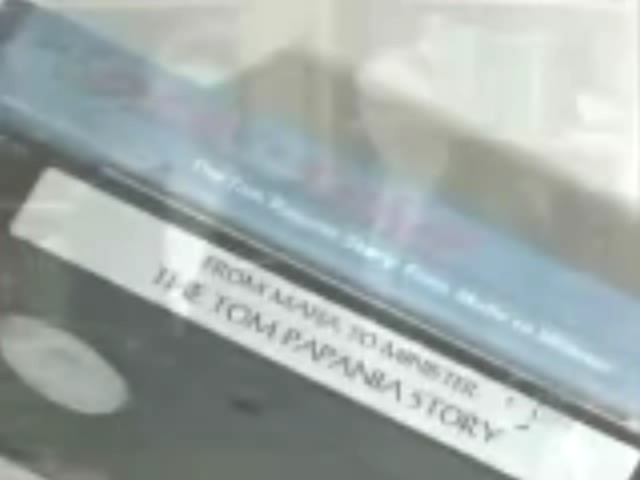 The Tom Papania Story From Mafia to Minister
FROM MAFIA TO MINISTER
THE TOM PAPANIA STORY